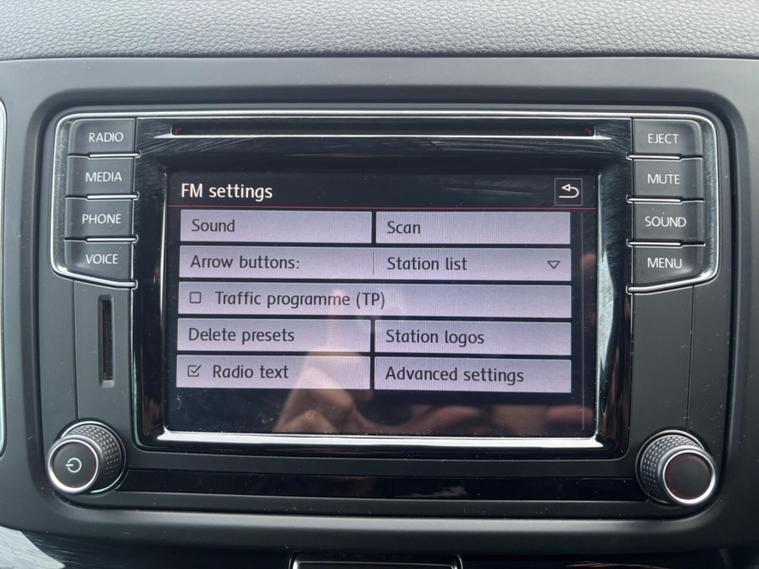 RADIO
MEDIA
PHONE
VOICE
FM settings
Sound
Scan
Arrow buttons: Station list
Traffic programme (TP)
Delete presets
Station logos
Radio text
Advanced settings
EJECT
MUTE
SOUND
MENU